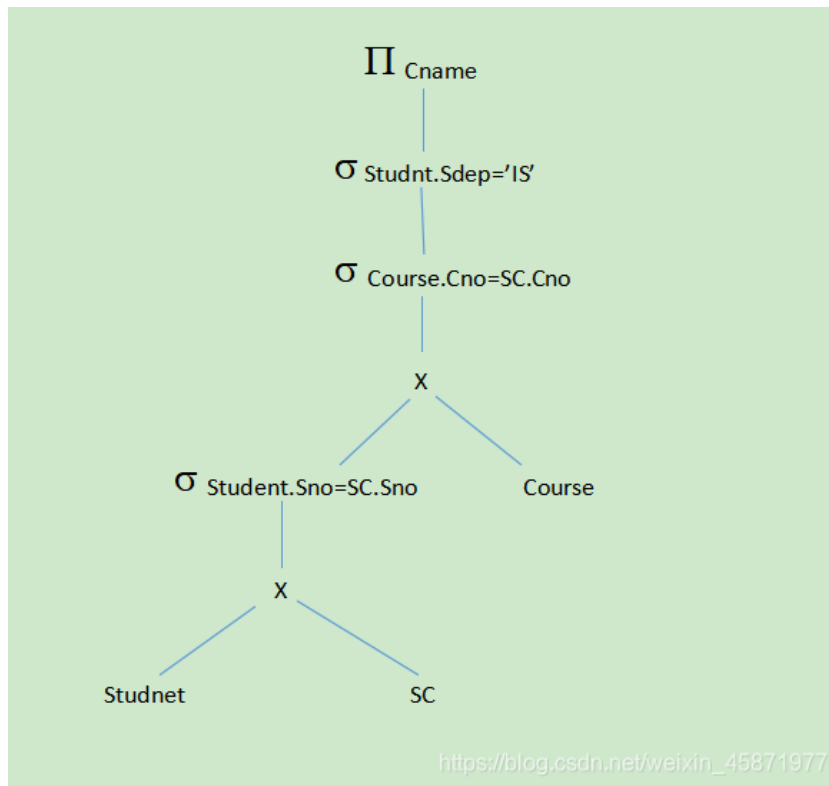 Π Cname
σ Studnt.Sdep='IS'
σ Course.Cno=SC.Cno
X
σ Student.Sno=SC.Sno
Course
X
Studnet
SC
https://blog.csdn.net/weixin_45871977